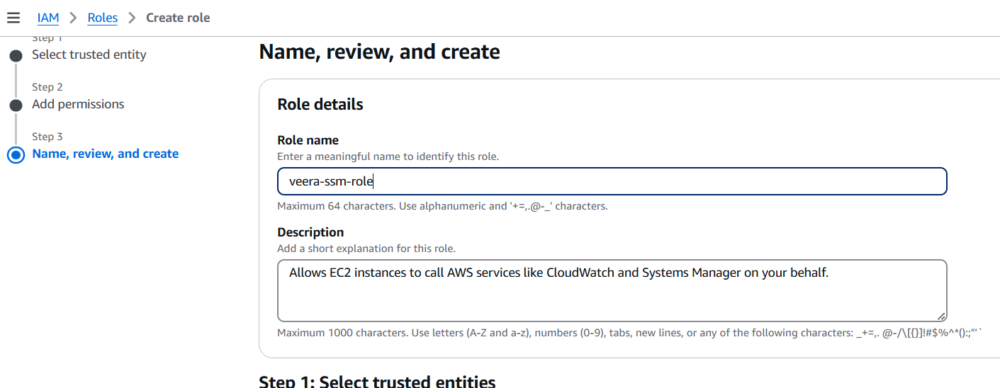 IAM > Roles > Create role
Step 1
Select trusted entity
Step 2
Add permissions
Step 3
Name, review, and create
Name, review, and create
Role details
Role name
Enter a meaningful name to identify this role.
veera-ssm-role
Maximum 64 characters. Use alphanumeric and '+=,.@-_' characters.
Description
Add a short explanation for this role.
Allows EC2 instances to call AWS services like CloudWatch and Systems Manager on your behalf.
Maximum 1000 characters. Use letters (A-Z and a-z), numbers (0-9), tabs, new lines, or any of the following characters: _+=,. @-/\[{}]!#$%^*();:"'`
Step 1: Select trusted entities